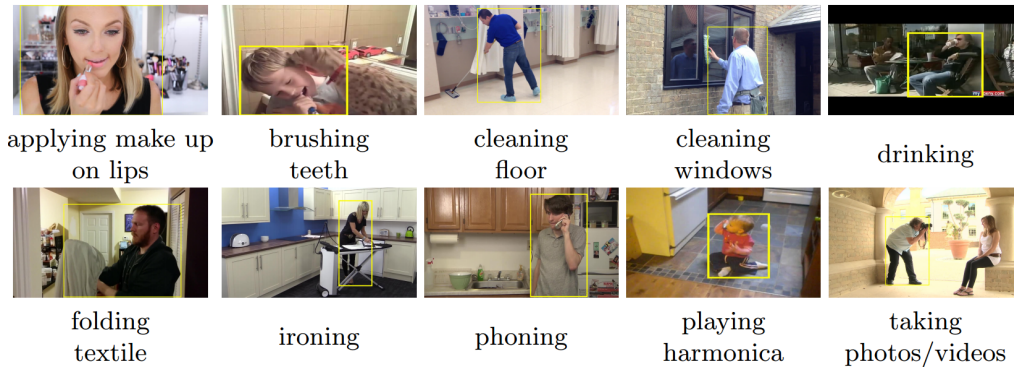 applying make up
on lips
brushing
teeth
cleaning
floor
cleaning
windows
drinking
folding
textile
ironing
phoning
playing
harmonica
taking
photos/videos